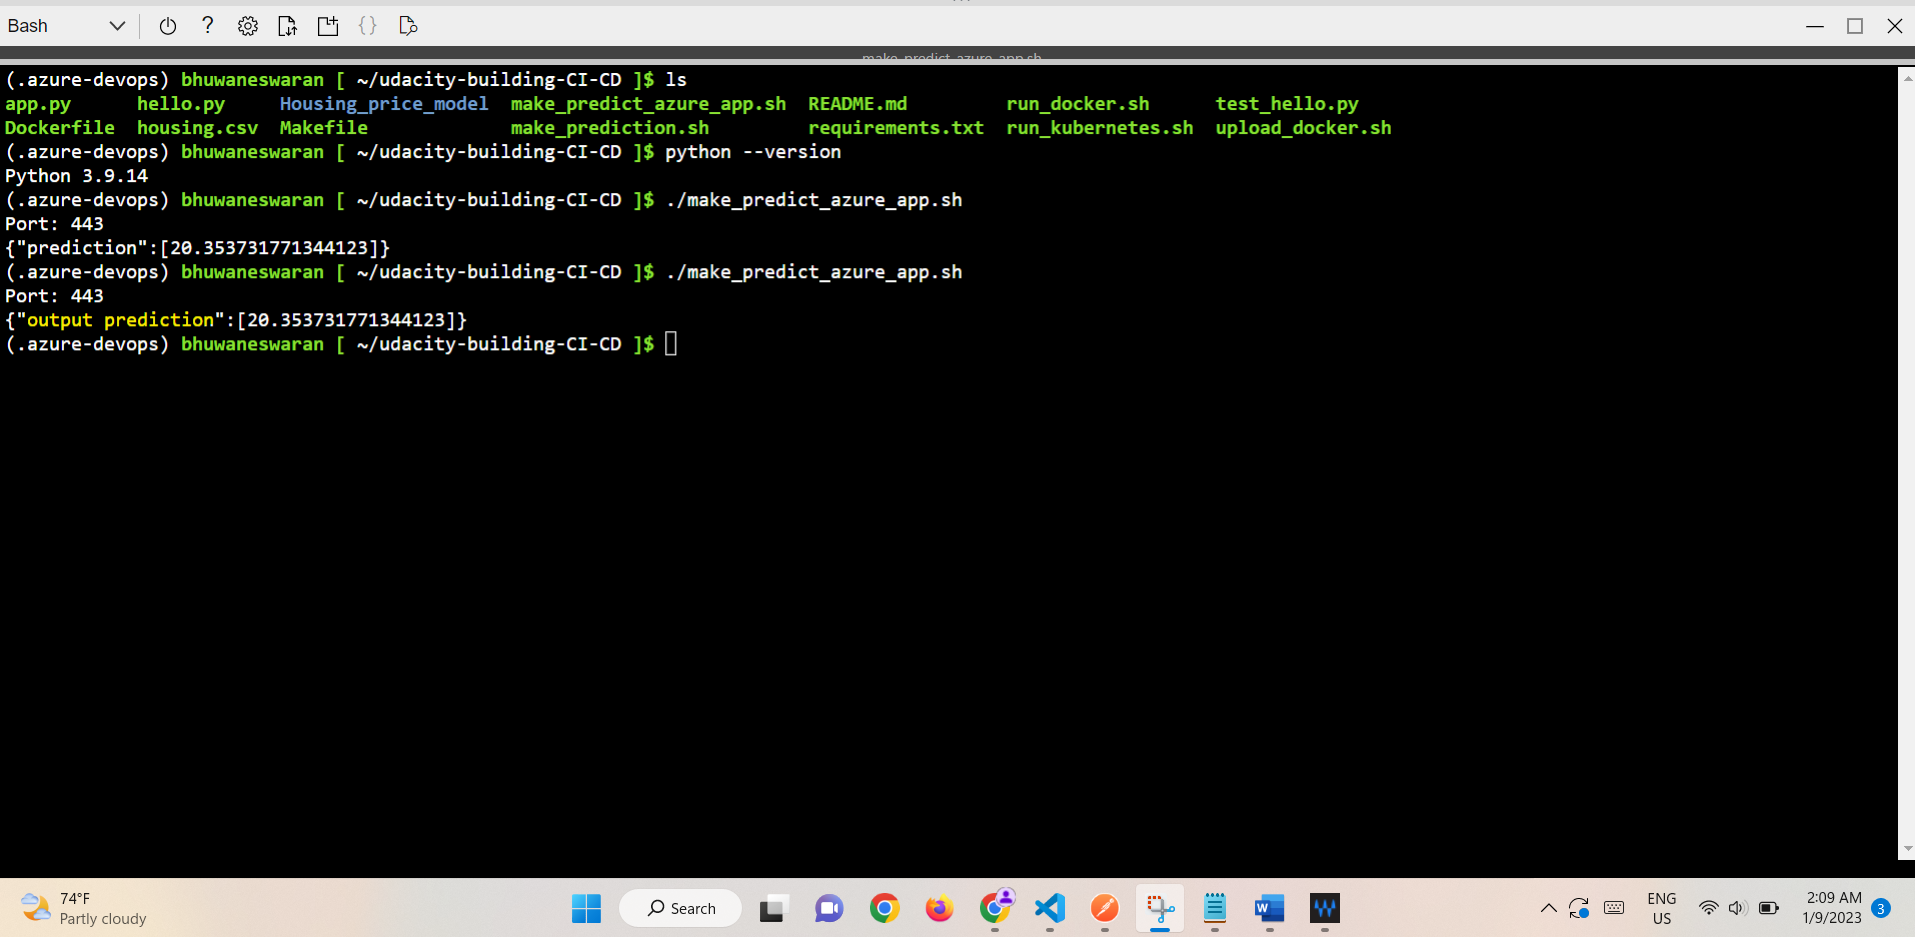 Bash
make_predict_azure_app.sh
(.azure-devops) bhuwaneswaran [ ~/udacity-building-CI-CD ]$ ls
app.py hello.py Housing_price_model make_predict_azure_app.sh README.md run_docker.sh test_hello.py
Dockerfile housing.csv Makefile make_prediction.sh requirements.txt run_kubernetes.sh upload_docker.sh
(.azure-devops) bhuwaneswaran [ ~/udacity-building-CI-CD ]$ python --version
Python 3.9.14
(.azure-devops) bhuwaneswaran [ ~/udacity-building-CI-CD ]$ ./make_predict_azure_app.sh
Port: 443
{"prediction":[20.353731771344123]}
(.azure-devops) bhuwaneswaran [ ~/udacity-building-CI-CD ]$ ./make_predict_azure_app.sh
Port: 443
{"output prediction":[20.353731771344123]}
(.azure-devops) bhuwaneswaran [ ~/udacity-building-CI-CD ]$
74°F
Partly cloudy
Search
ENG
US
2:09 AM
1/9/2023
3